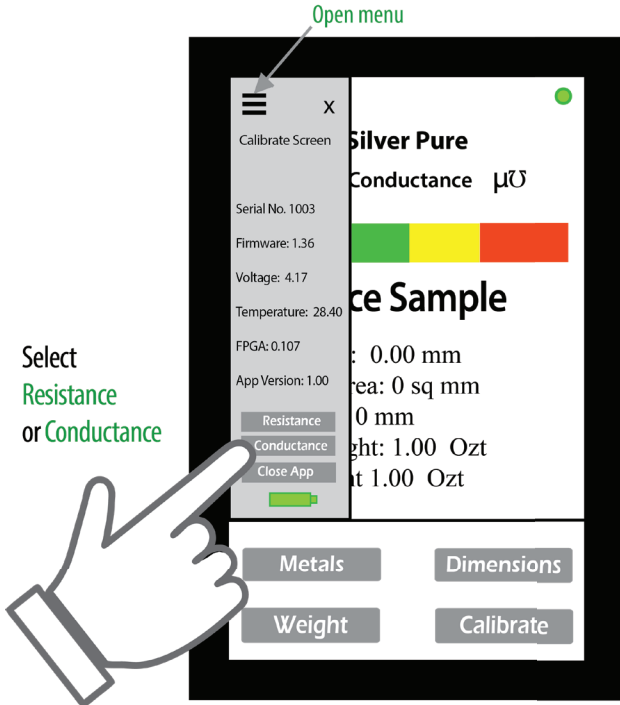 Open menu
X
Calibrate Screen
Silver Pure
Conductance µ℧
Serial No. 1003
Firmware: 1.36
Voltage: 4.17
ce Sample
Temperature: 28.40
: 0.00 mm
FPGA: 0.107
rea: 0 sq mm
App Version: 1.00
0 mm
Select
Resistance
or Conductance
Resistance
Conductance
Close App
ght: 1.00 Ozt
t 1.00 Ozt
Metals
Dimensions
Weight
Calibrate